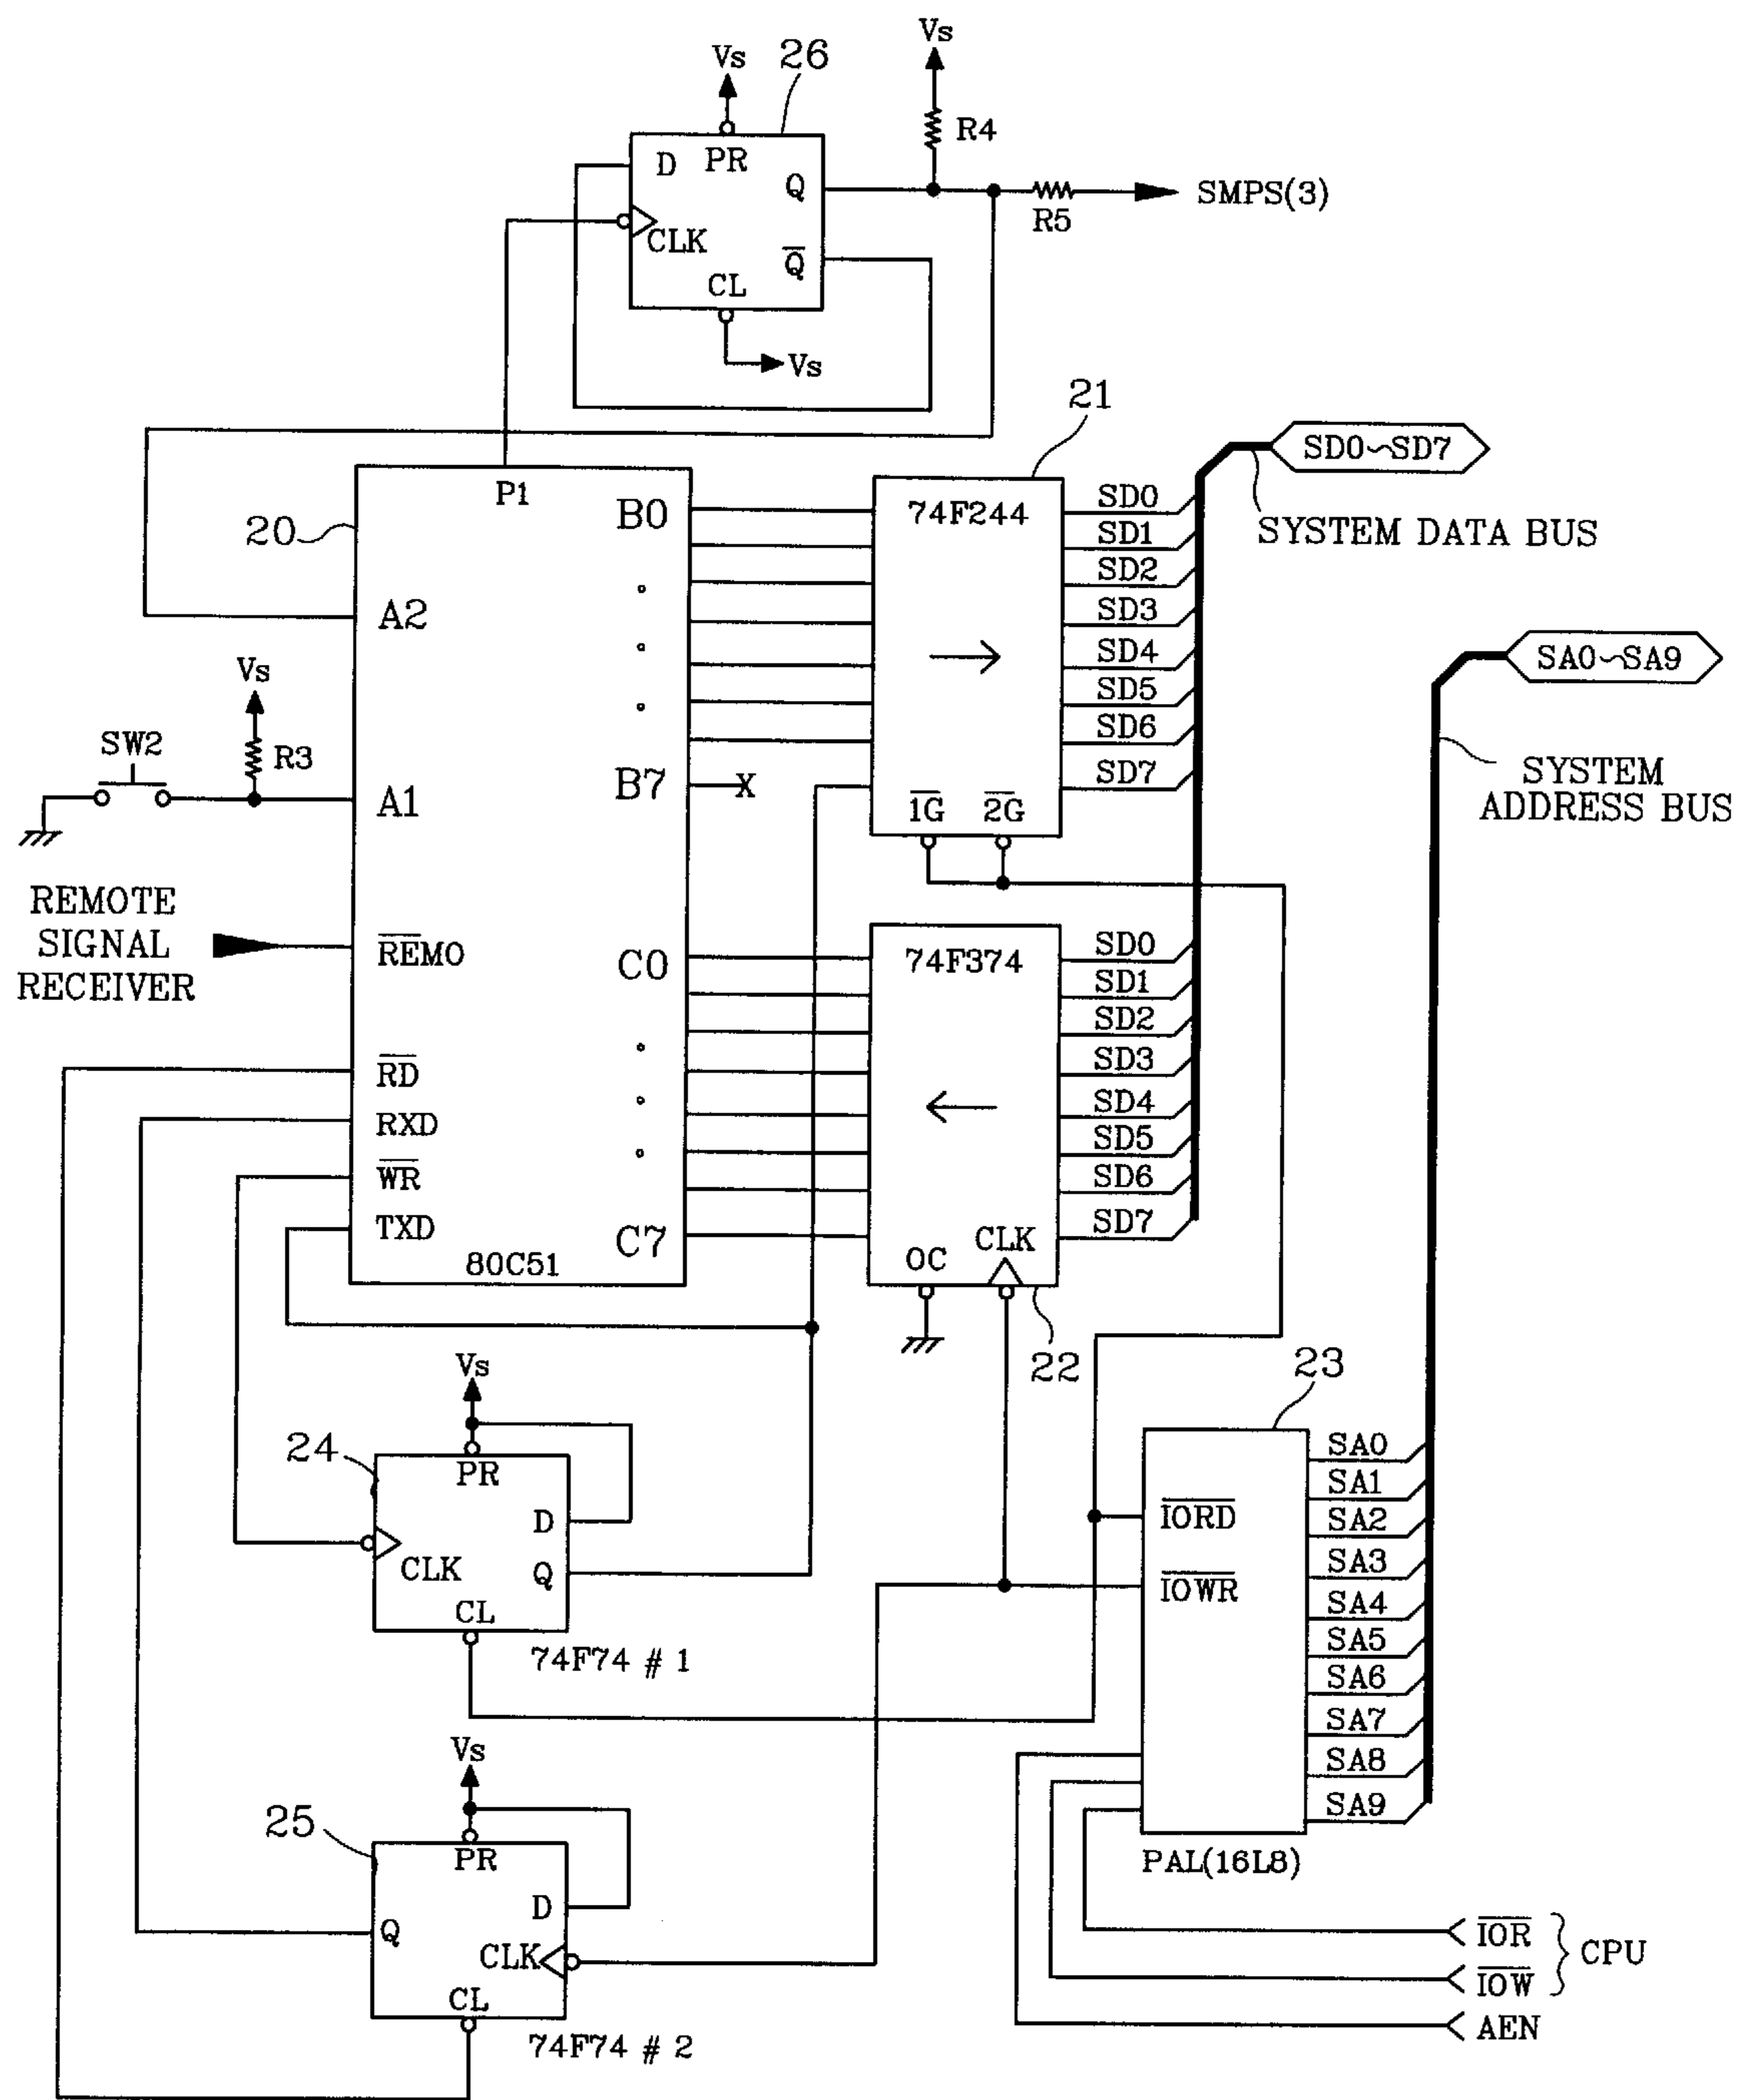 Vs
Vs
26
R4
D
PR
Q
SMPS(3)
R5
CLK
Q
CL
Vs
21
SD0~SD7
P1
B0
74F244
SD0
20
SD1
SYSTEM DATA BUS
SD2
A2
SD3
SD4
SA0~SA9
Vs
SD5
SW2
R3
SD6
A1
B7
X
SD7
1G
2G
SYSTEM
ADDRESS BUS
REMOTE
SIGNAL
RECEIVER
REMO
C0
74F374
SD0
SD1
SD2
RD
SD3
RXD
SD4
SD5
WR
SD6
TXD
C7
SD7
80C51
OC
CLK
Vs
22
23
24
PR
SA0
SA1
D
IORD
SA2
CLK
Q
SA3
IOWR
SA4
CL
SA5
74F74 # 1
SA6
SA7
Vs
SA8
25
SA9
PR
PAL(16L8)
D
Q
CLK
IOR
CPU
IOW
CL
AEN
74F74 # 2